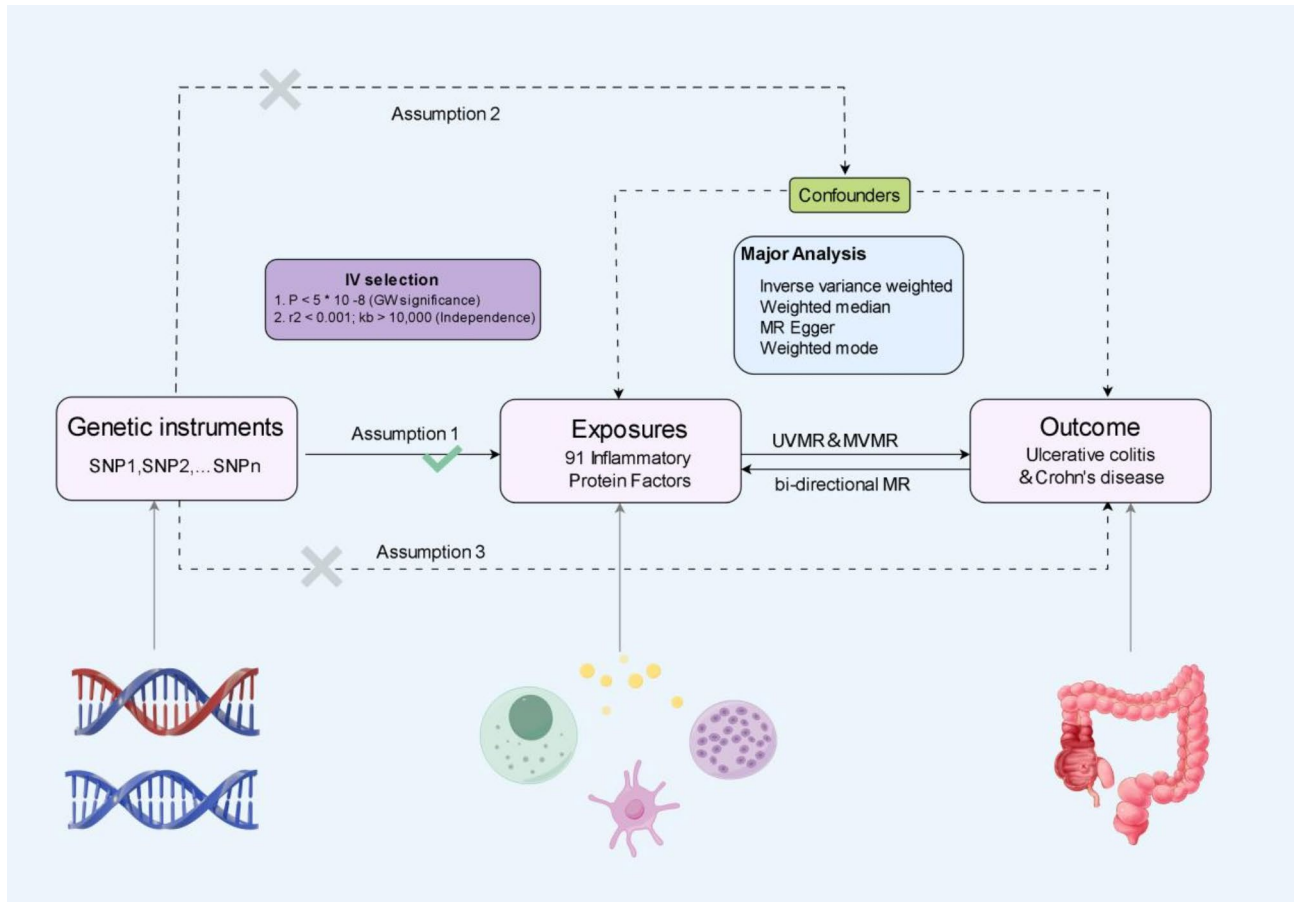 Assumption 2
Confounders
Major Analysis
Inverse variance weighted
Weighted median
MR Egger
Weighted mode
IV selection
1. P < 5 * 10 -8 (GW significance)
2. r2 < 0.001; kb > 10,000 (Independence)
Genetic instruments
SNP1,SNP2,...SNPn
Assumption 1
Exposures
91 Inflammatory
Protein Factors
UVMR & MVMR
bi-directional MR
Outcome
Ulcerative colitis
& Crohn's disease
Assumption 3